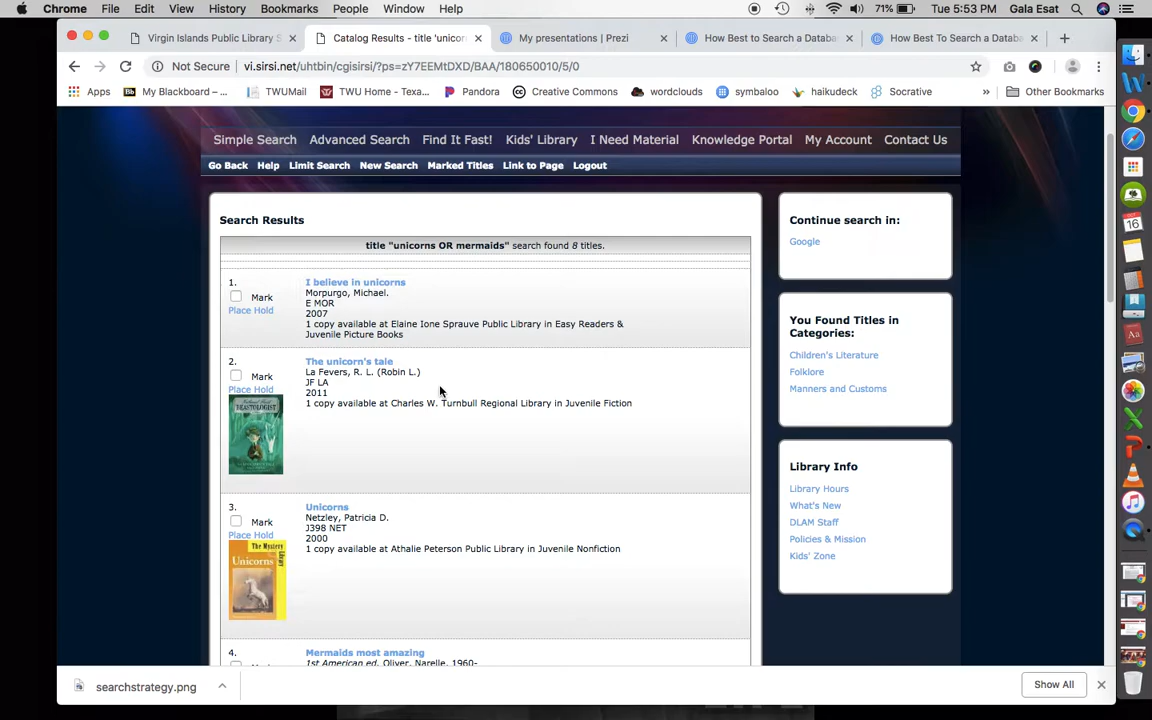 Chrome File Edit View History Bookmarks People Window Help 71% Tue 5:53 PM Gala Esat
Virgin Islands Public Library S Catalog Results - title 'unicor My presentations | Prezi How Best to Search a Databa How Best To Search a Databa
Not Secure vi.sirsi.net/uhtbin/cgisirsi/?ps=zY7EEMtDXD/BAA/180650010/5/0
Apps My Blackboard – ... TWUMail TWU Home - Texa... Pandora Creative Commons wordclouds symbaloo haikudeck Socrative » Other Bookmarks
Simple Search Advanced Search Find It Fast! Kids' Library I Need Material Knowledge Portal My Account Contact Us
Go Back Help Limit Search New Search Marked Titles Link to Page Logout
Search Results
title "unicorns OR mermaids" search found 8 titles.
1. I believe in unicorns
Mark Morpurgo, Michael.
Place Hold E MOR
2007
1 copy available at Elaine Ione Sprauve Public Library in Easy Readers &
Juvenile Picture Books
2. The unicorn's tale
Mark La Fevers, R. L. (Robin L.)
Place Hold JF LA
2011
1 copy available at Charles W. Turnbull Regional Library in Juvenile Fiction
BEASTOLOGIST
3. Unicorns
Mark Netzley, Patricia D.
Place Hold J398 NET
2000
1 copy available at Athalie Peterson Public Library in Juvenile Nonfiction
The Mystery
Library
Unicorns
4. Mermaids most amazing
1st American ed. Oliver, Narelle, 1960-
Continue search in:
Google
You Found Titles in
Categories:
Children's Literature
Folklore
Manners and Customs
Library Info
Library Hours
What's New
DLAM Staff
Policies & Mission
Kids' Zone
searchstrategy.png Show All
OCT
16
Aa